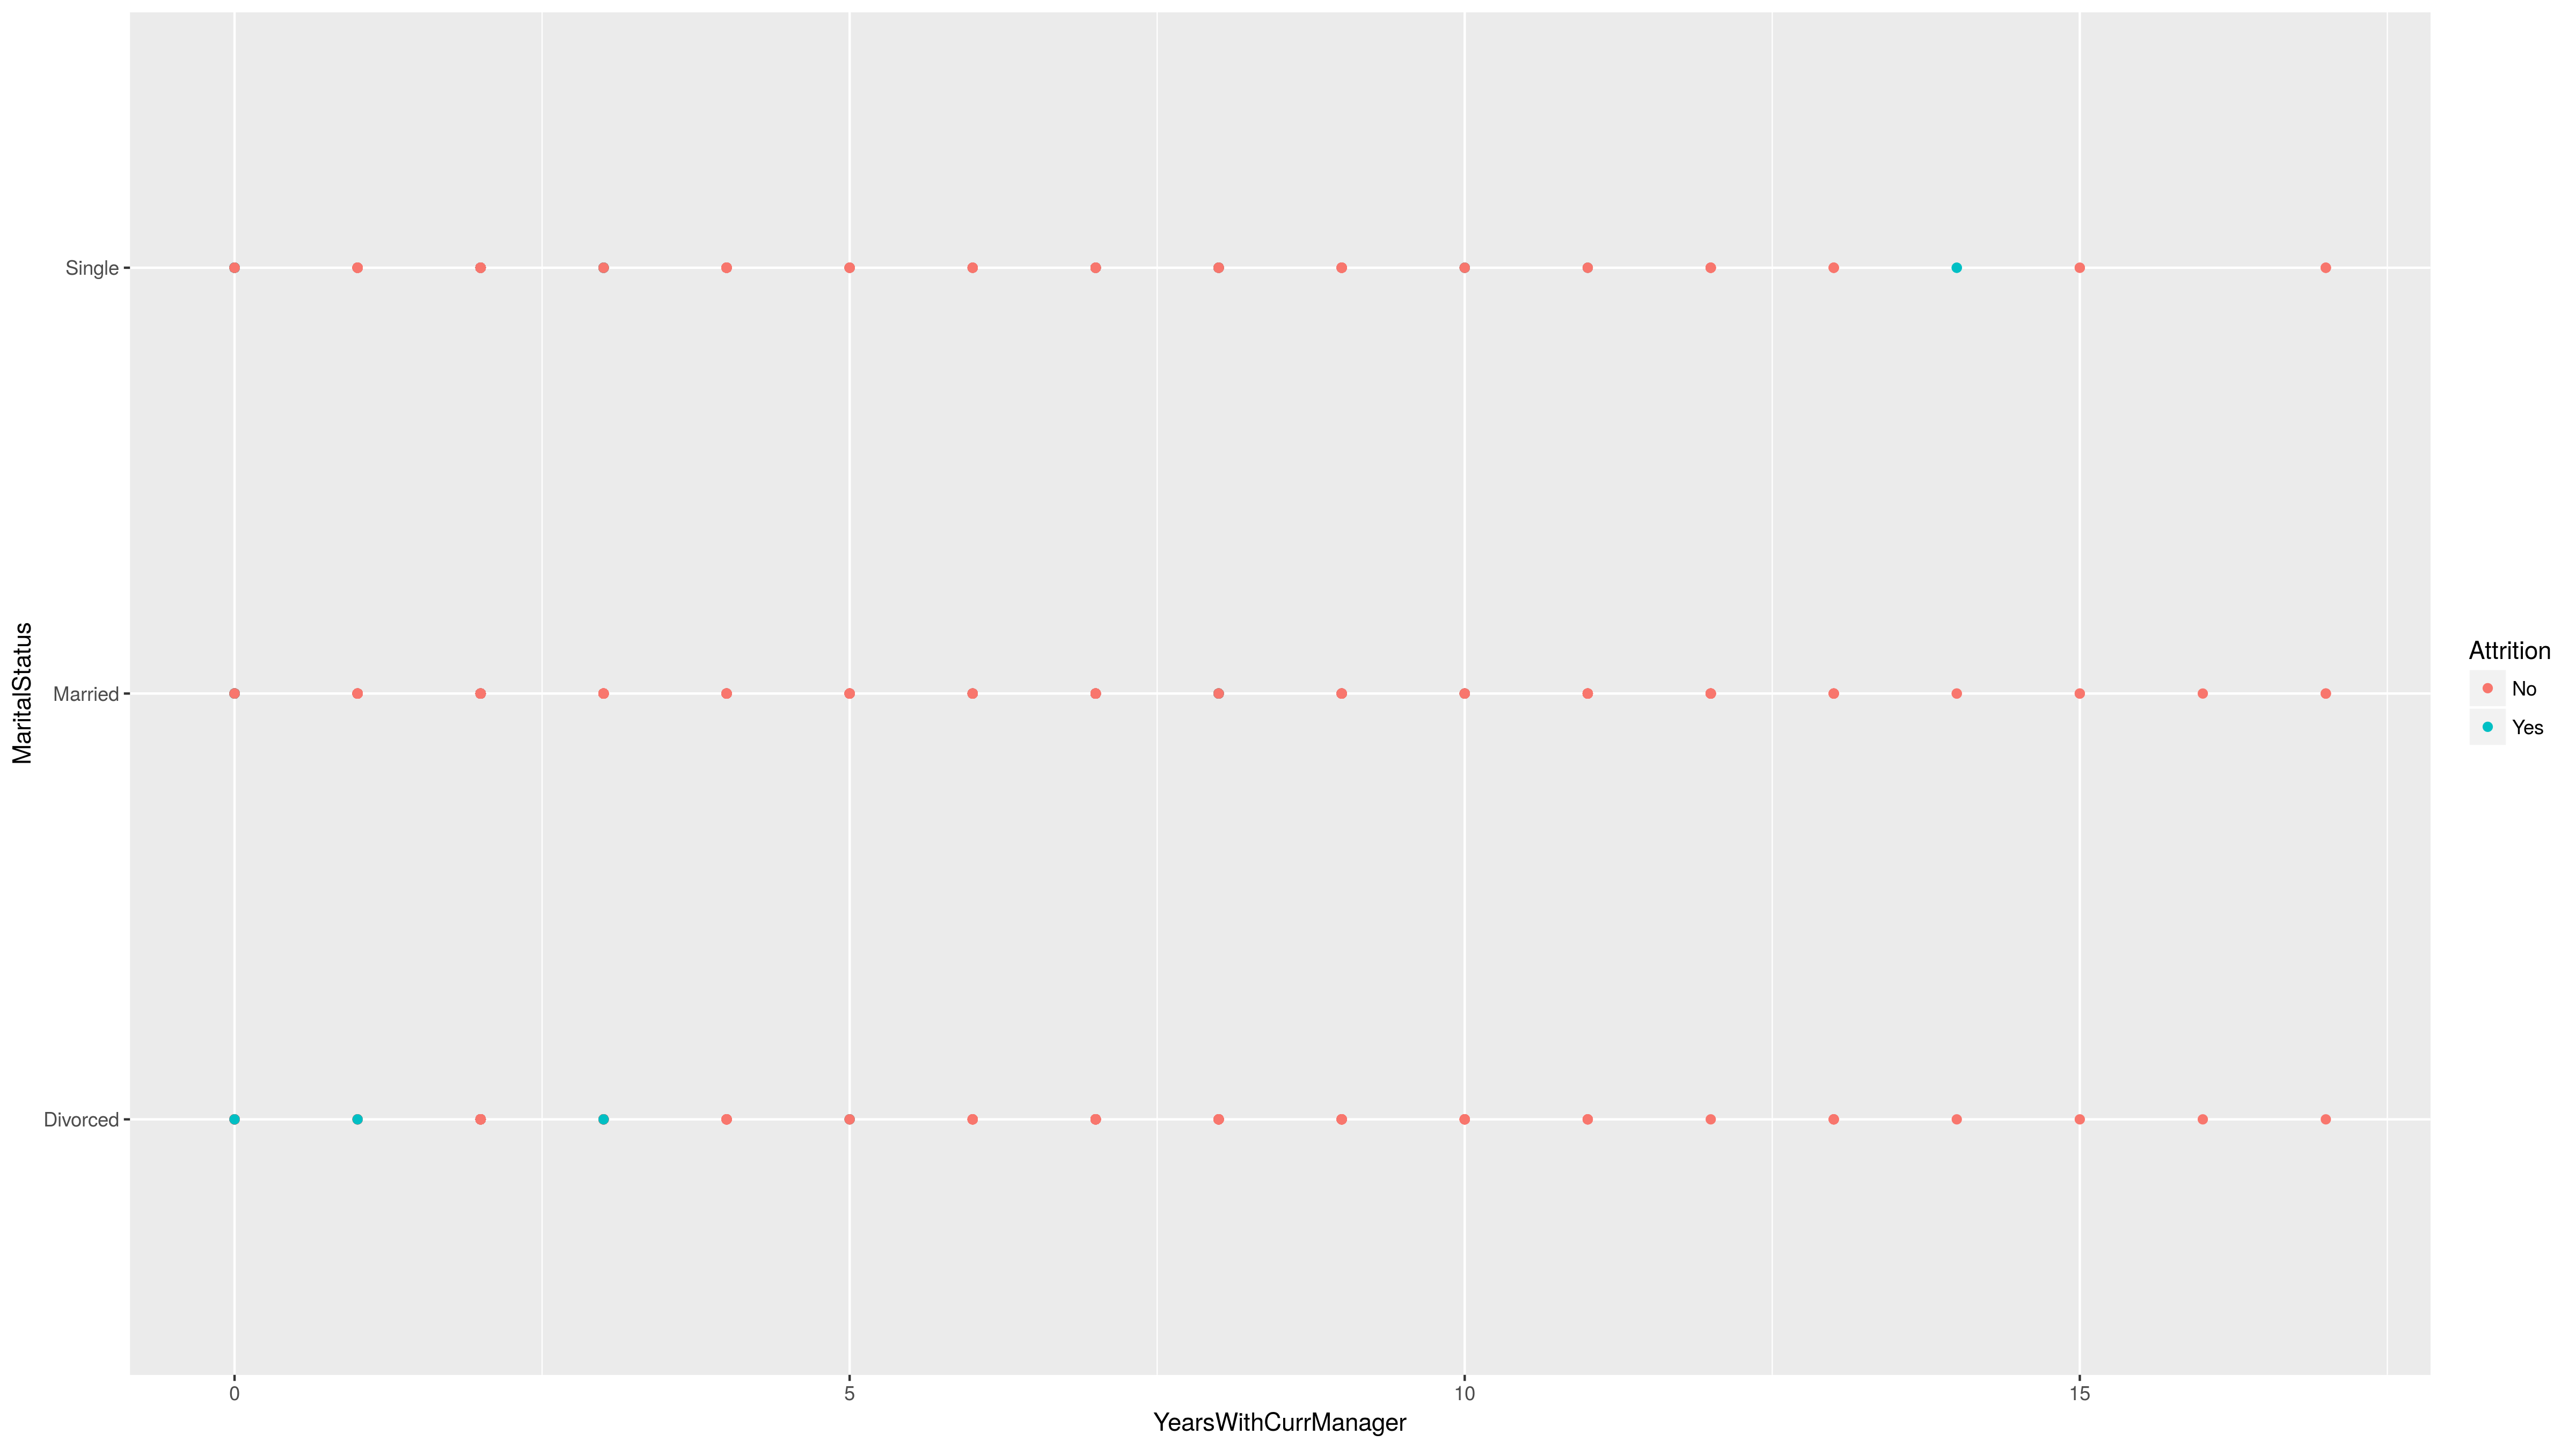 Single
Married
Divorced
MaritalStatus
0 5 10 15
YearsWithCurrManager
Attrition
No
Yes